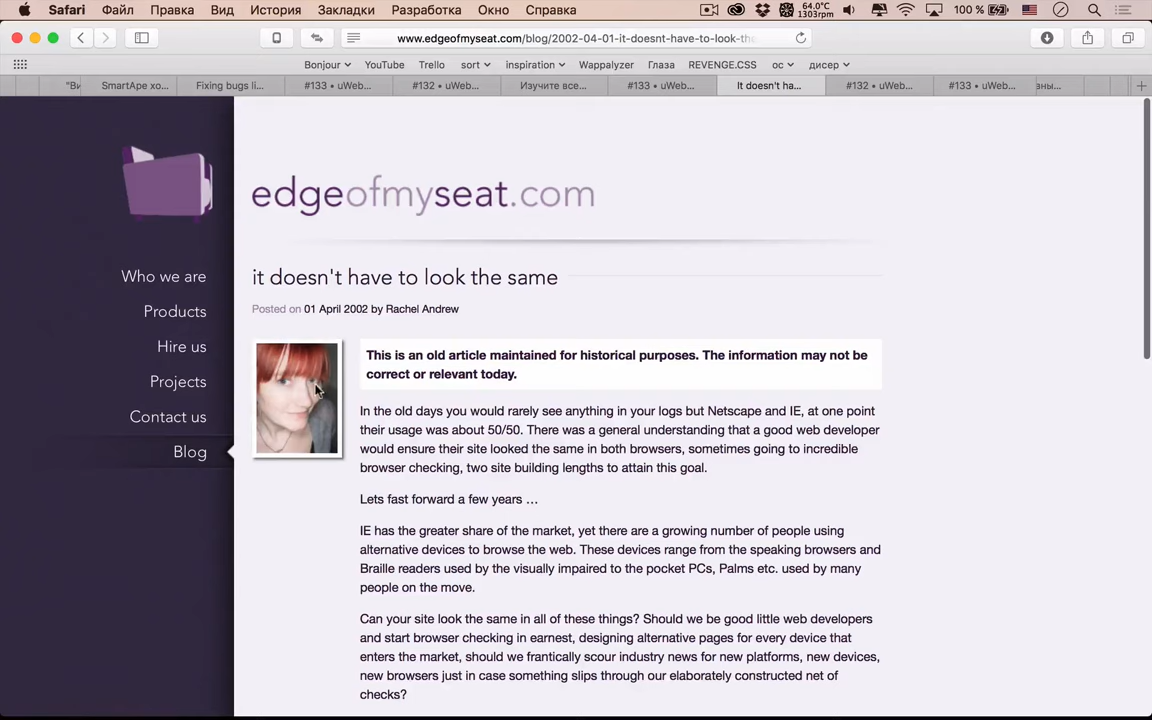 Safari Файл Правка Вид История Закладки Разработка Окно Справка 64.0°C 1303rpm 100 %
www.edgeofmyseat.com/blog/2002-04-01-it-doesnt-have-to-look-the
Bonjour YouTube Trello sort inspiration Wappalyzer Глаза REVENGE.CSS ос дисер
"Ви SmartApe xo... Fixing bugs li... #133 • uWeb... #132 • uWeb... Изучите все... #133 • uWeb... It doesn't ha... #132 • uWeb... #133 • uWeb...
edgeofmyseat.com
Who we are
Products
Hire us
Projects
Contact us
Blog
it doesn't have to look the same
Posted on 01 April 2002 by Rachel Andrew
This is an old article maintained for historical purposes. The information may not be
correct or relevant today.
In the old days you would rarely see anything in your logs but Netscape and IE, at one point
their usage was about 50/50. There was a general understanding that a good web developer
would ensure their site looked the same in both browsers, sometimes going to incredible
browser checking, two site building lengths to attain this goal.
Lets fast forward a few years …
IE has the greater share of the market, yet there are a growing number of people using
alternative devices to browse the web. These devices range from the speaking browsers and
Braille readers used by the visually impaired to the pocket PCs, Palms etc. used by many
people on the move.
Can your site look the same in all of these things? Should we be good little web developers
and start browser checking in earnest, designing alternative pages for every device that
enters the market, should we frantically scour industry news for new platforms, new devices,
new browsers just in case something slips through our elaborately constructed net of
checks?